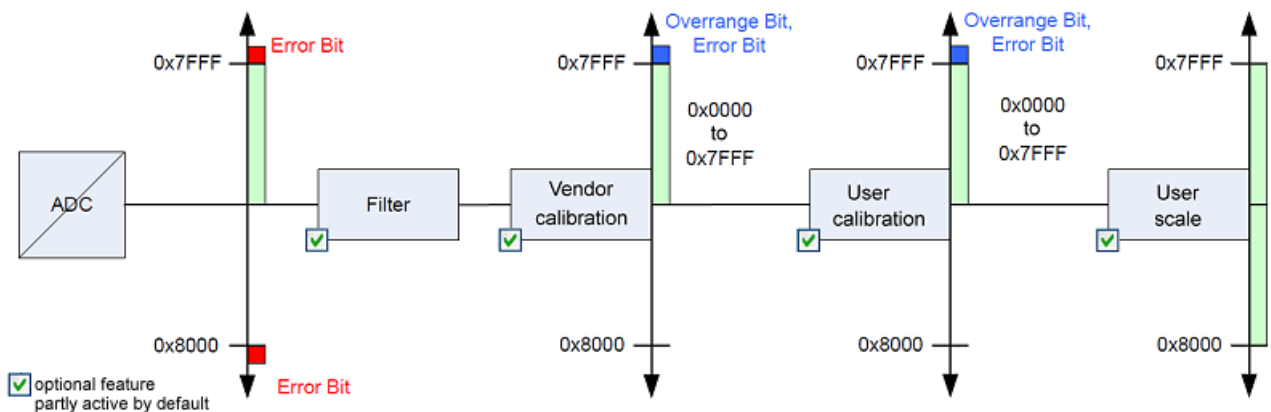 Error Bit
0x7FFF
Overrange Bit,
Error Bit
0x7FFF
0x0000
to
0x7FFF
Overrange Bit,
Error Bit
0x7FFF
0x0000
to
0x7FFF
0x7FFF
ADC
Filter
Vendor
calibration
User
calibration
User
scale
0x8000
Error Bit
0x8000
0x8000
0x8000
optional feature
partly active by default